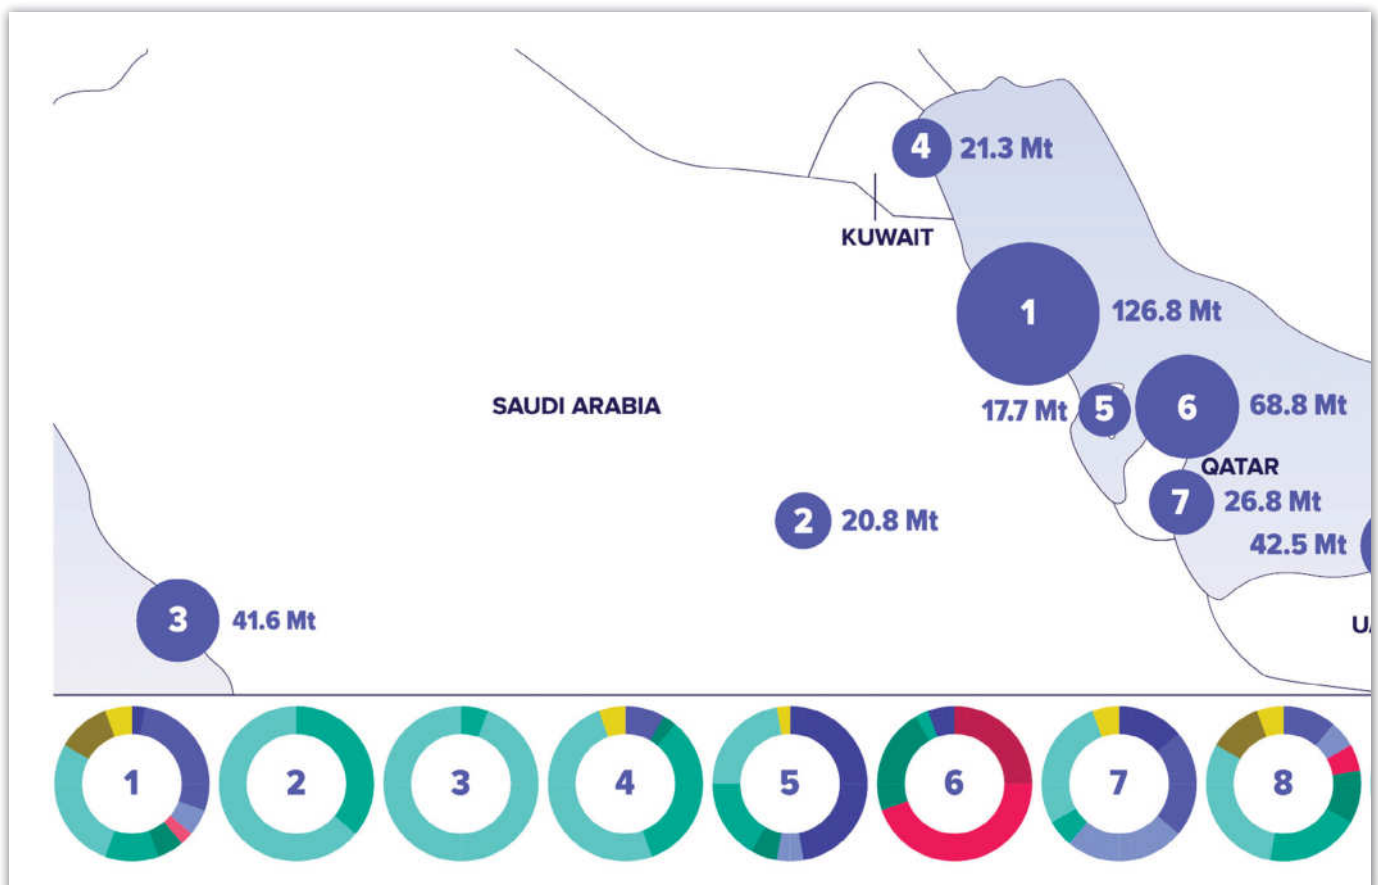 4 21.3 Mt
KUWAIT
1 126.8 Mt
SAUDI ARABIA
17.7 Mt 5 6 68.8 Mt
QATAR
7 26.8 Mt
2 20.8 Mt
42.5 Mt
3 41.6 Mt
1 2 3 4 5 6 7 8